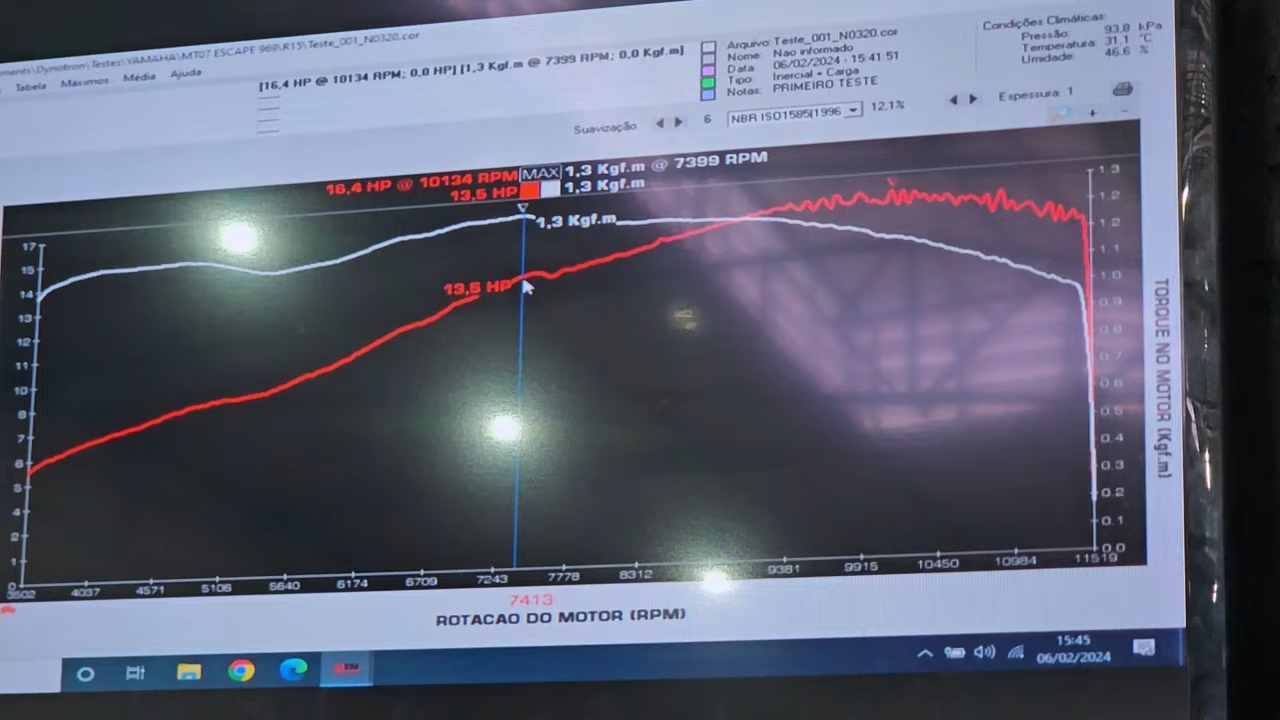 ments\Dynotron\Testes\YAMAHA\MT07 ESCAPE 969\R15\Teste_001_N0320.cor
Tabela Máximos Média Ajuda
[16,4 HP @ 10134 RPM; 0,0 HP] [1,3 Kgf.m @ 7399 RPM; 0,0 Kgf.m]
Arquivo: Teste_001_N0320.cor
Nome: Nao informado
Data 06/02/2024 - 15:41:51
Tipo: Inercial + Carga
Notas: PRIMEIRO TESTE
Condições Climáticas:
Pressão: 93.8 kPa
Temperatura: 31.1 °C
Umidade: 46.6 %
Suavização 6 NBR ISO1585(1996 12,1% Espessura: 1
16,4 HP @ 10134 RPM MAX 1,3 Kgf.m @ 7399 RPM
13,5 HP 1,3 Kgf.m
1,3 Kgf.m
13,5 HP
17
15
14
13
12
11
10
8
7
6
5
4
2
1
0
1.3
1.2
1.2
1.1
1.0
0.9
0.8
0.7
0.6
0.5
0.4
0.3
0.2
0.1
0.0
TORQUE NO MOTOR (Kgf.m)
3502 4037 4571 5106 5640 6174 6709 7243 7778 8312 9381 9915 10450 10984 11519
7413
ROTACAO DO MOTOR (RPM)
15:45
06/02/2024